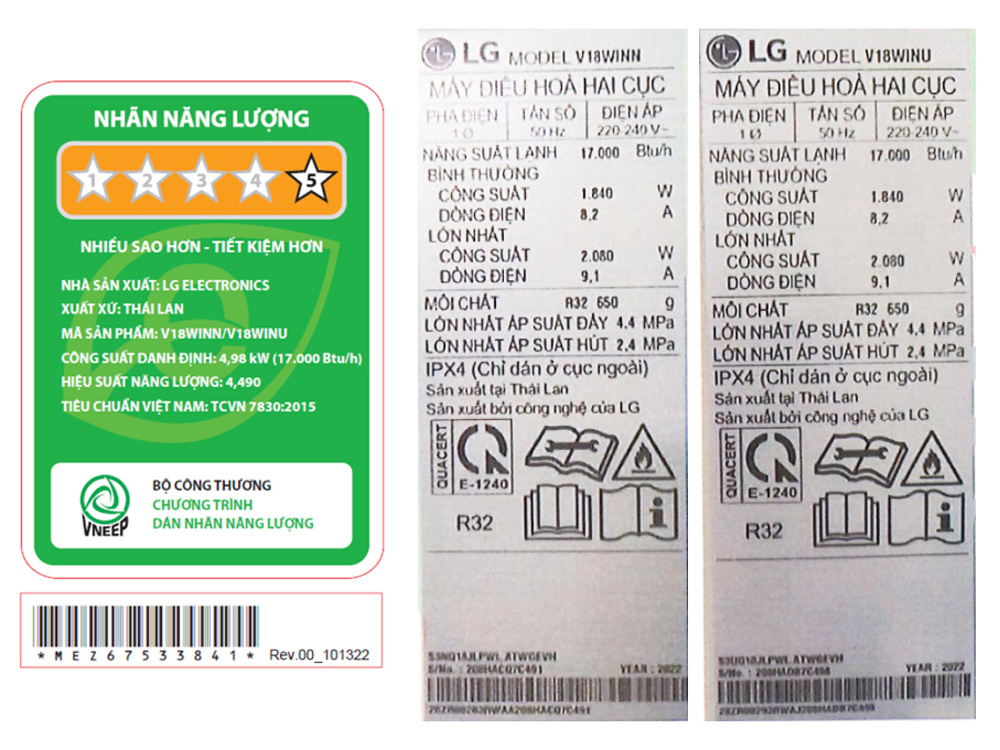 NHÃN NĂNG LƯỢNG
1 2 3 4 5
NHIỀU SAO HƠN - TIẾT KIỆM HƠN
NHÀ SẢN XUẤT: LG ELECTRONICS
XUẤT XỨ: THÁI LAN
MÃ SẢN PHẨM: V18WINN/V18WINU
CÔNG SUẤT DANH ĐỊNH: 4,98 kW (17.000 Btu/h)
HIỆU SUẤT NĂNG LƯỢNG: 4,490
TIÊU CHUẨN VIỆT NAM: TCVN 7830:2015
VNEEP
BỘ CÔNG THƯƠNG
CHƯƠNG TRÌNH
DÁN NHÃN NĂNG LƯỢNG
*MEZ67533841* Rev.00_101322
LG MODEL V18WINN
MÁY ĐIỀU HOÀ HAI CỤC
PHA ĐIỆN TẦN SỐ ĐIỆN ÁP
1 Ø 50 Hz 220-240 V~
NĂNG SUẤT LẠNH 17.000 Btu/h
BÌNH THƯỜNG
CÔNG SUẤT 1.840 W
DÒNG ĐIỆN 8,2 A
LỚN NHẤT
CÔNG SUẤT 2.080 W
DÒNG ĐIỆN 9,1 A
MÔI CHẤT R32 650 g
LỚN NHẤT ÁP SUẤT ĐẨY 4.4 MPa
LỚN NHẤT ÁP SUẤT HÚT 2,4 MPa
IPX4 (Chỉ dán ở cục ngoài)
Sản xuất tại Thái Lan
Sản xuất bởi công nghệ của LG
QUACERT
E-1240
R32
S/No. : 208HACQ7C491 YEAR : 2022
LG MODEL V18WINU
MÁY ĐIỀU HOÀ HAI CỤC
PHA ĐIỆN TẦN SỐ ĐIỆN ÁP
1 Ø 50 Hz 220-240 V~
NĂNG SUẤT LẠNH 17.000 Btu/h
BÌNH THƯỜNG
CÔNG SUẤT 1.840 W
DÒNG ĐIỆN 8,2 A
LỚN NHẤT
CÔNG SUẤT 2.080 W
DÒNG ĐIỆN 9,1 A
MÔI CHẤT R32 650 g
LỚN NHẤT ÁP SUẤT ĐẨY 4,4 MPa
LỚN NHẤT ÁP SUẤT HÚT 2,4 MPa
IPX4 (Chỉ dán ở cục ngoài)
Sản xuất tại Thái Lan
Sản xuất bởi công nghệ của LG
QUACERT
E-1240
R32
S/No. : YEAR : 2022